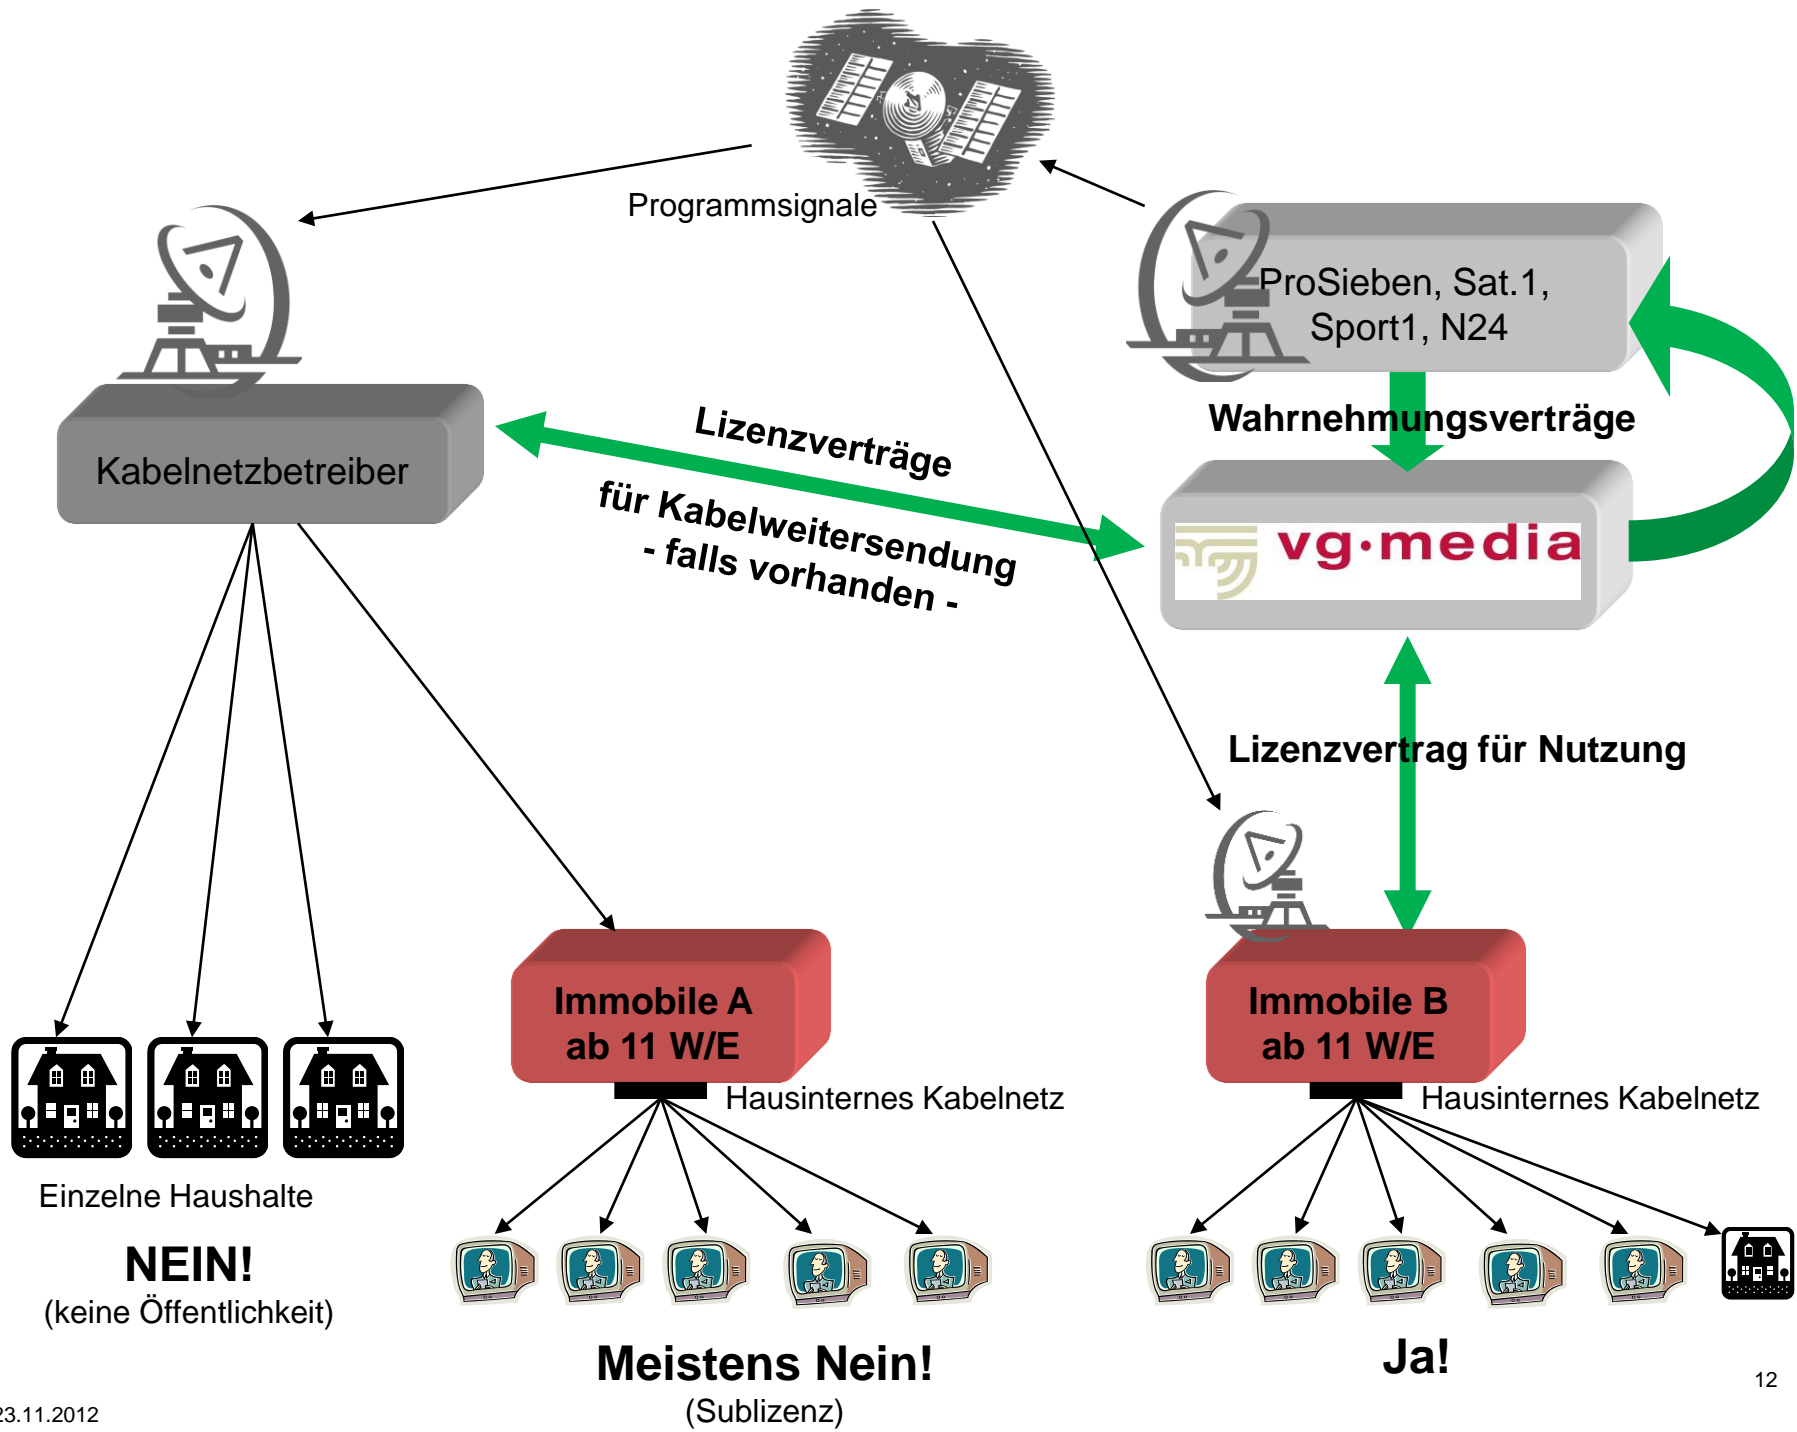 Programmsignale
ProSieben, Sat.1,
Sport1, N24
Wahrnehmungsverträge
Kabelnetzbetreiber
Lizenzverträge
für Kabelweitersendung
- falls vorhanden -
vg·media
Lizenzvertrag für Nutzung
Immobile A
ab 11 W/E
Immobile B
ab 11 W/E
Hausinternes Kabelnetz
Hausinternes Kabelnetz
Einzelne Haushalte
NEIN!
(keine Öffentlichkeit)
Meistens Nein!
(Sublizenz)
Ja!
12
23.11.2012